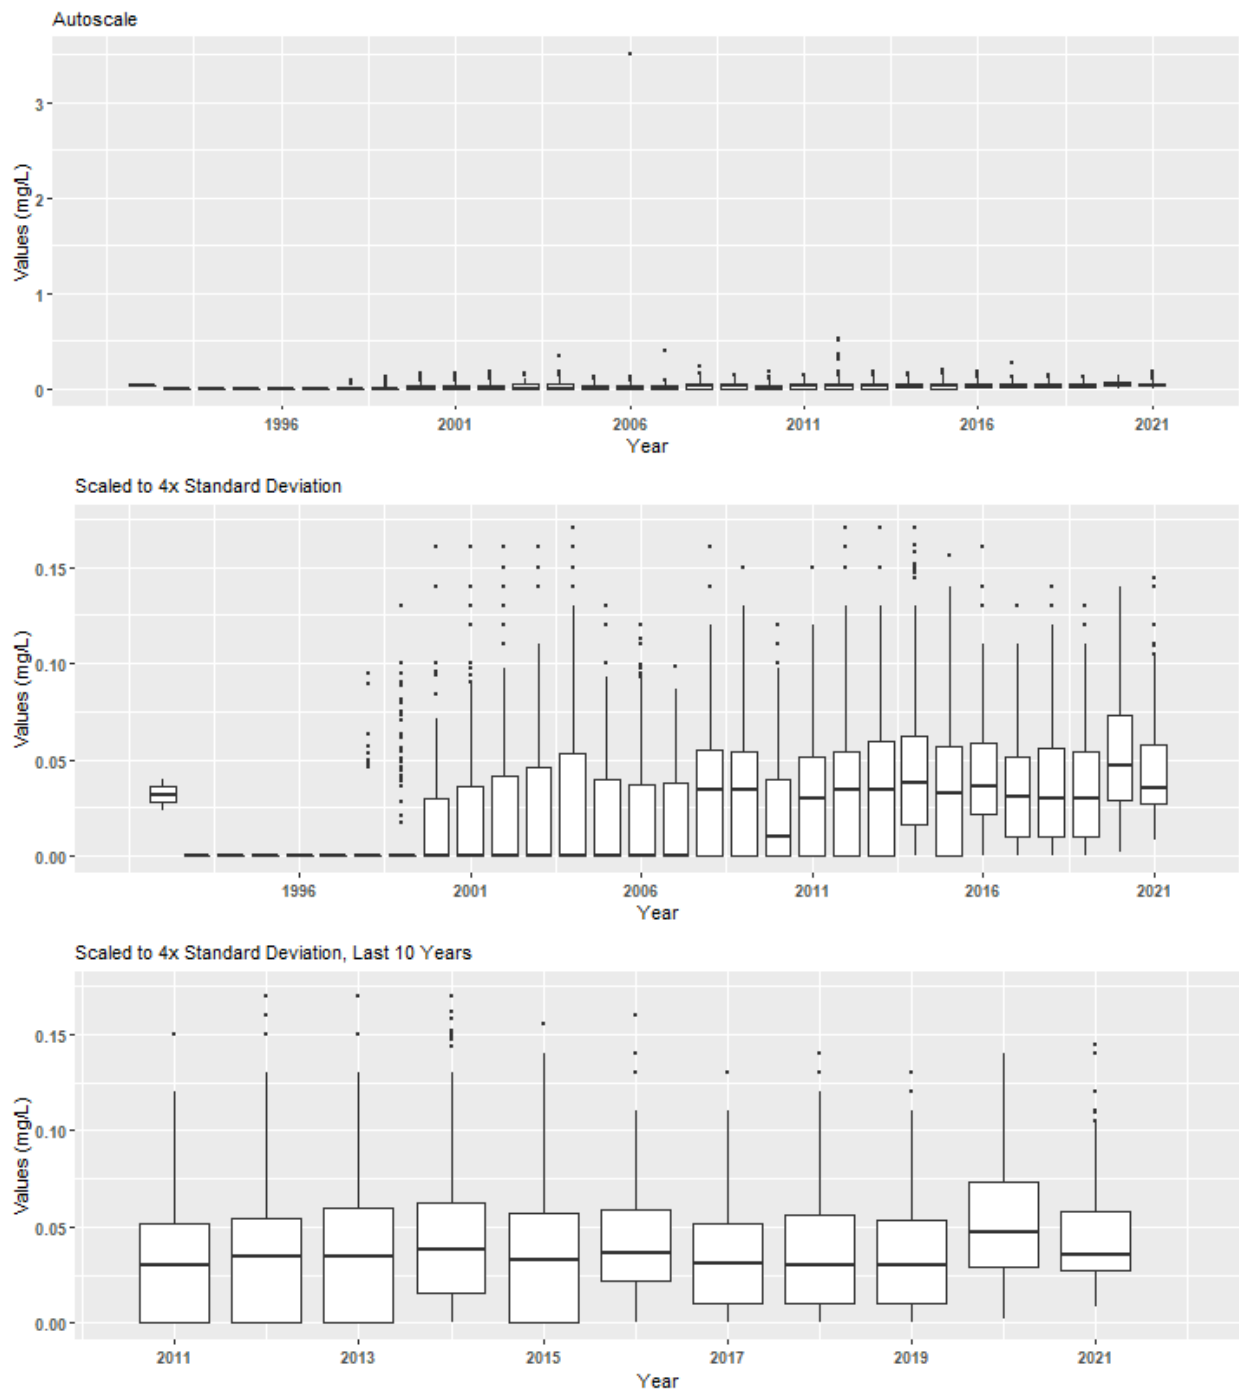 Autoscale
3
2
1
0
Values (mg/L)
1996 2001 2006 2011 2016 2021
Year
Scaled to 4x Standard Deviation
0.15
0.10
0.05
0.00
Values (mg/L)
1996 2001 2006 2011 2016 2021
Year
Scaled to 4x Standard Deviation, Last 10 Years
0.15
0.10
0.05
0.00
Values (mg/L)
2011 2013 2015 2017 2019 2021
Year